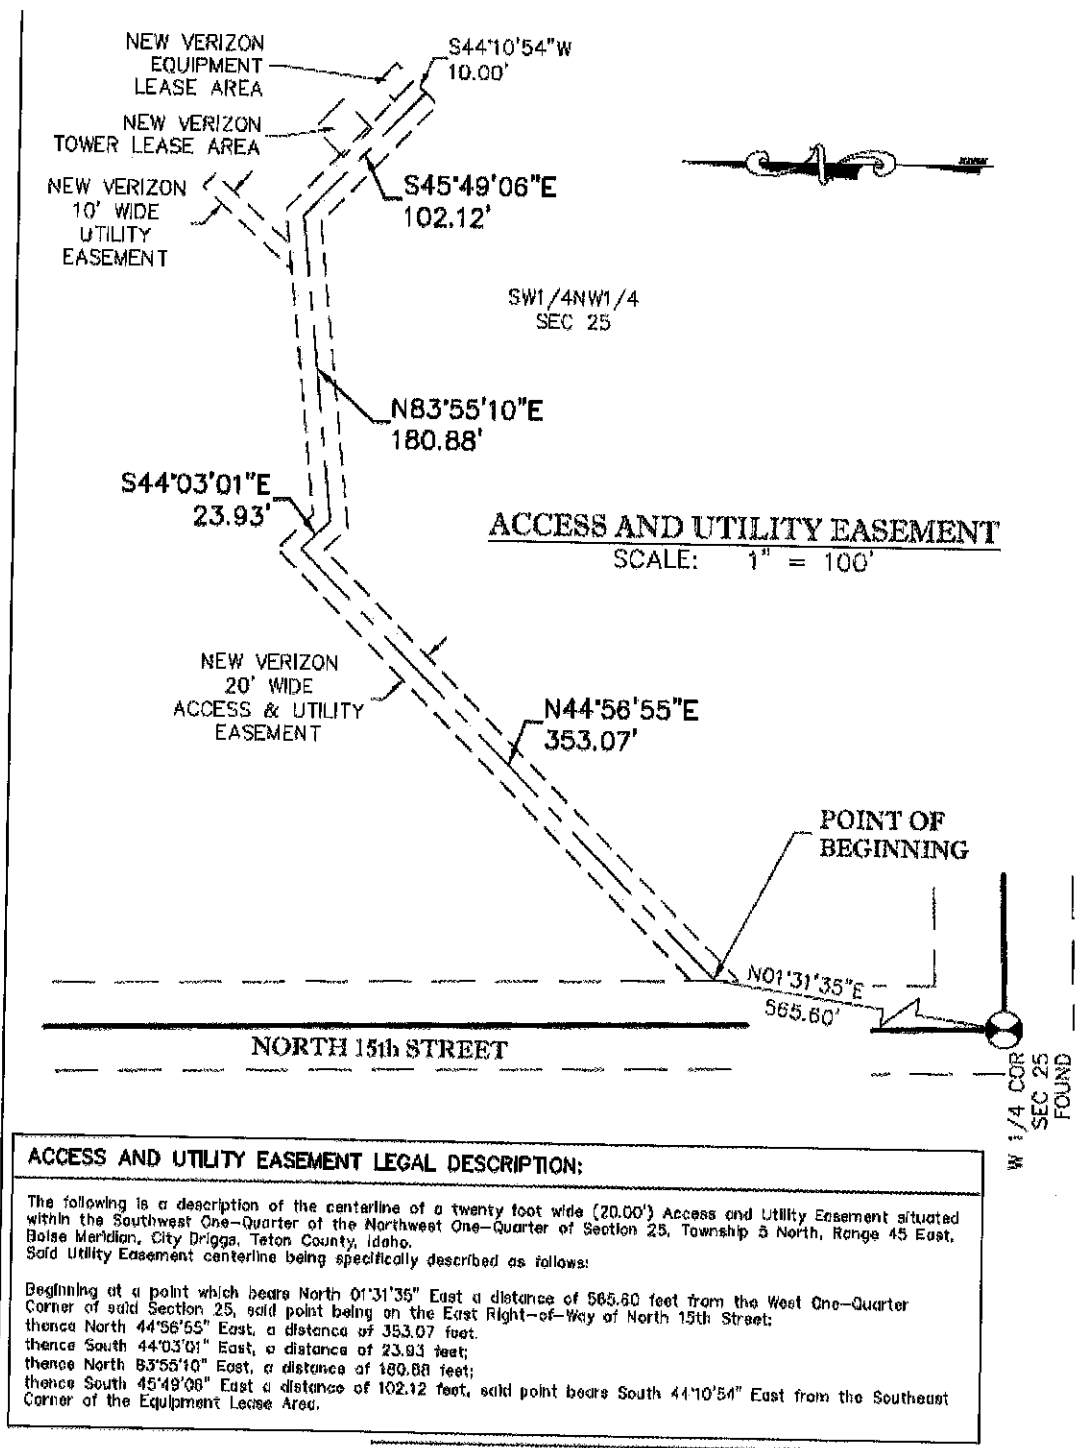 NEW VERIZON
EQUIPMENT
LEASE AREA
S44°10'54"W
10.00'
NEW VERIZON
TOWER LEASE AREA
NEW VERIZON
10' WIDE
UTILITY
EASEMENT
S45°49'06"E
102.12'
SW1/4NW1/4
SEC 25
N83°55'10"E
180.88'
S44°03'01"E
23.93'
ACCESS AND UTILITY EASEMENT
SCALE: 1" = 100'
NEW VERIZON
20' WIDE
ACCESS & UTILITY
EASEMENT
N44°56'55"E
353.07'
POINT OF
BEGINNING
N01°31'35"E
565.60'
NORTH 15th STREET
W 1/4 COR
SEC 25
FOUND
ACCESS AND UTILITY EASEMENT LEGAL DESCRIPTION:
The following is a description of the centerline of a twenty foot wide (20.00') Access and Utility Easement situated
within the Southwest One-Quarter of the Northwest One-Quarter of Section 25, Township 5 North, Range 45 East,
Boise Meridian, City Driggs, Teton County, Idaho.
Said Utility Easement centerline being specifically described as follows:
Beginning at a point which bears North 01°31'35" East a distance of 565.60 feet from the West One-Quarter
Corner of said Section 25, said point being on the East Right-of-Way of North 15th Street;
thence North 44°56'55" East, a distance of 353.07 feet.
thence South 44°03'01" East, a distance of 23.93 feet;
thence North 83°55'10" East, a distance of 180.88 feet;
thence South 45°49'06" East a distance of 102.12 feet, said point bears South 44°10'54" East from the Southeast
Corner of the Equipment Lease Area.